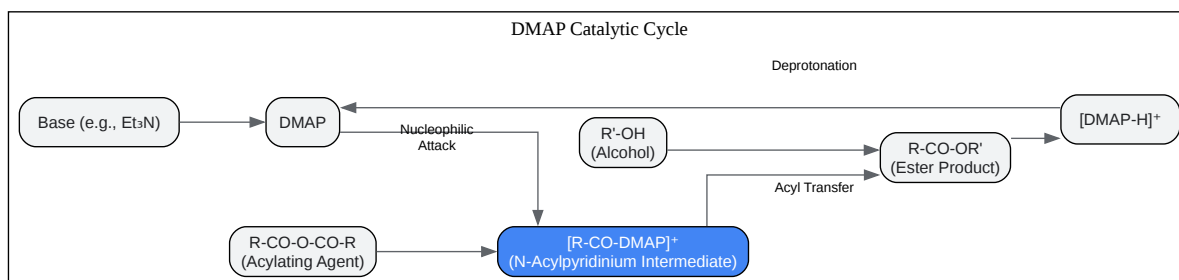 DMAP Catalytic Cycle
Deprotonation
Base (e.g., Et₃N)
DMAP
Nucleophilic
Attack
R'-OH
(Alcohol)
R-CO-OR'
(Ester Product)
[DMAP-H]⁺
Acyl Transfer
R-CO-O-CO-R
(Acylating Agent)
[R-CO-DMAP]⁺
(N-Acylpyridinium Intermediate)